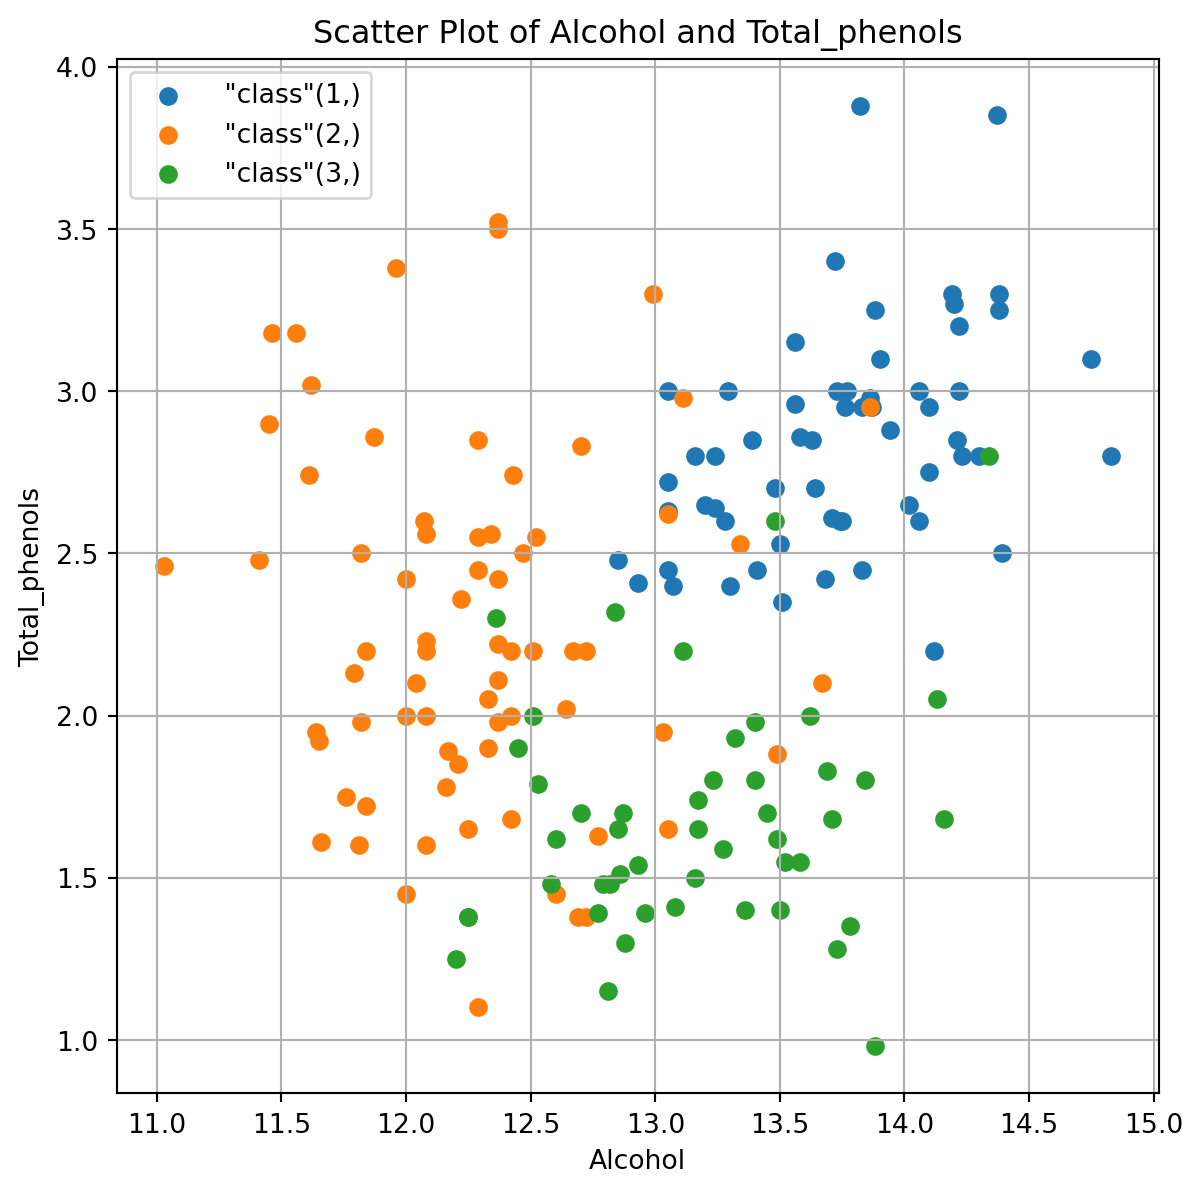 Scatter Plot of Alcohol and Total_phenols
4.0
"class"(1,)
"class"(2,)
"class"(3,)
3.5
3.0
2.5
2.0
1.5
1.0
Total_phenols
11.0 11.5 12.0 12.5 13.0 13.5 14.0 14.5 15.0
Alcohol